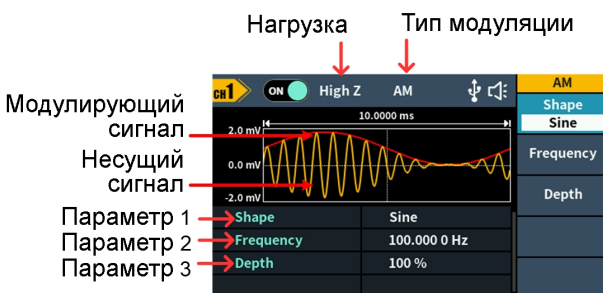 Нагрузка
Тип модуляции
CH1 ON High Z AM
AM
Shape
Sine
Frequency
Depth
Модулирующий
сигнал
Несущий
сигнал
10.0000 ms
2.0 mV
0.0 mV
-2.0 mV
Параметр 1 Shape Sine
Параметр 2 Frequency 100.000 0 Hz
Параметр 3 Depth 100 %